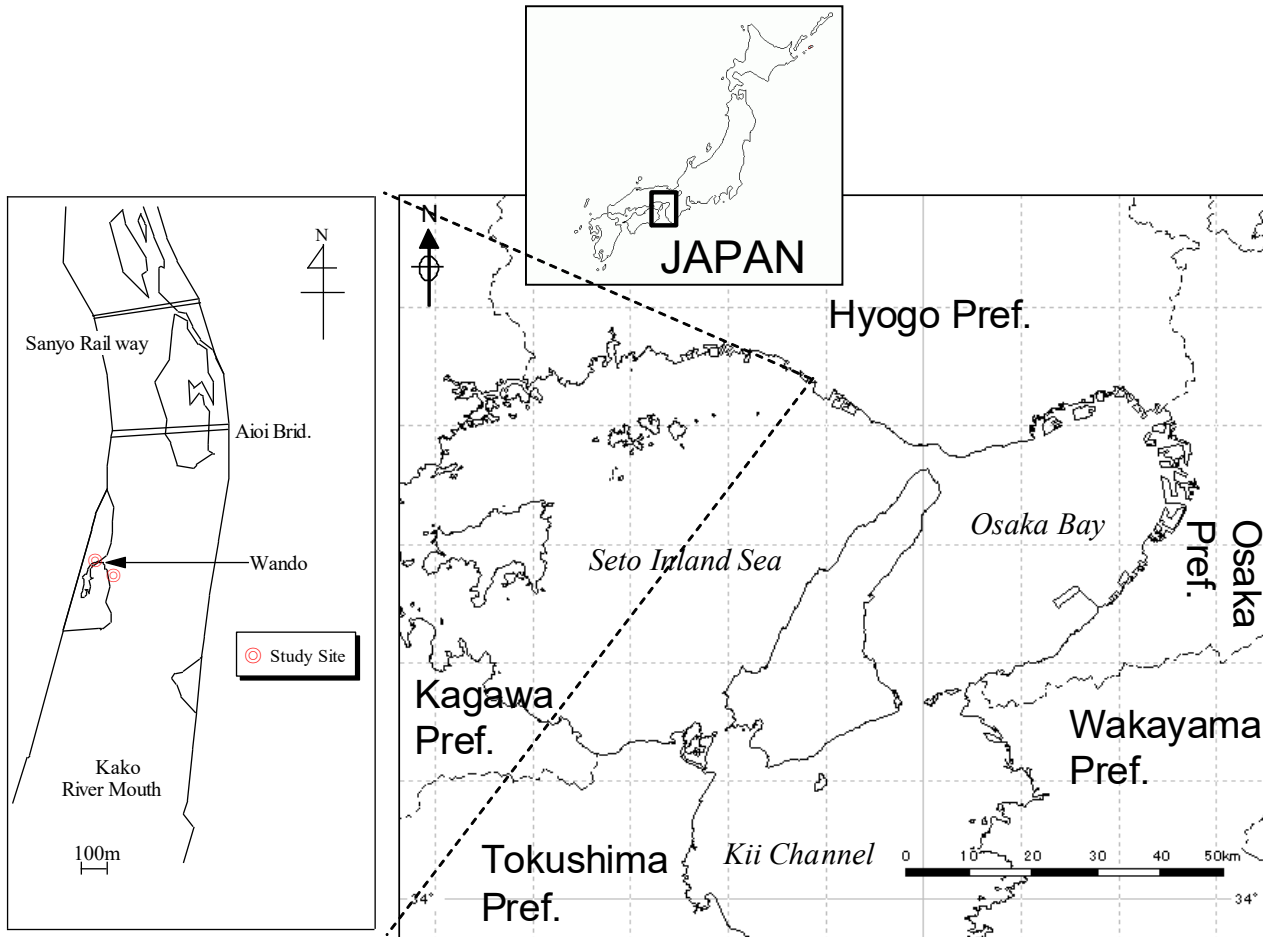 JAPAN
N
Sanyo Rail way
Aioi Brid.
Wando
Study Site
Kako
River Mouth
100m
N
Hyogo Pref.
Osaka Bay
Osaka
Pref.
Seto Inland Sea
Kagawa
Pref.
Wakayama
Pref.
Tokushima
Pref.
Kii Channel
0 10 20 30 40 50km
34° 34°